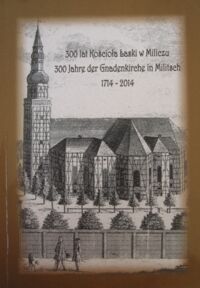 300 lat Kościoła Łaski w Miliczu
300 Jahre der Gnadenkirche in Militsch
1714 - 2014